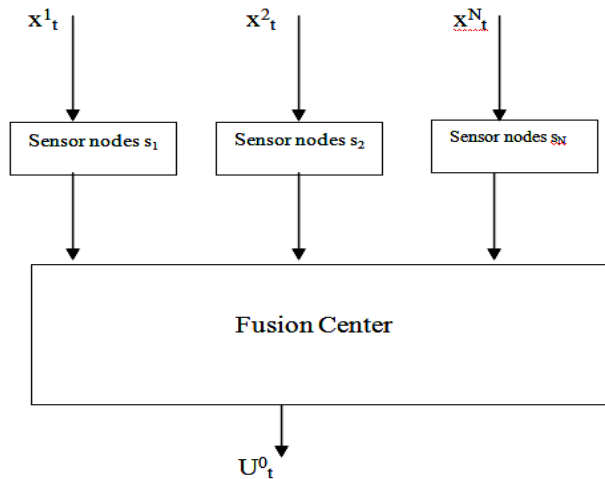 x¹ₜ x²ₜ xᴺₜ
Sensor nodes s₁ Sensor nodes s₂ Sensor nodes sN
Fusion Center
U⁰ₜ